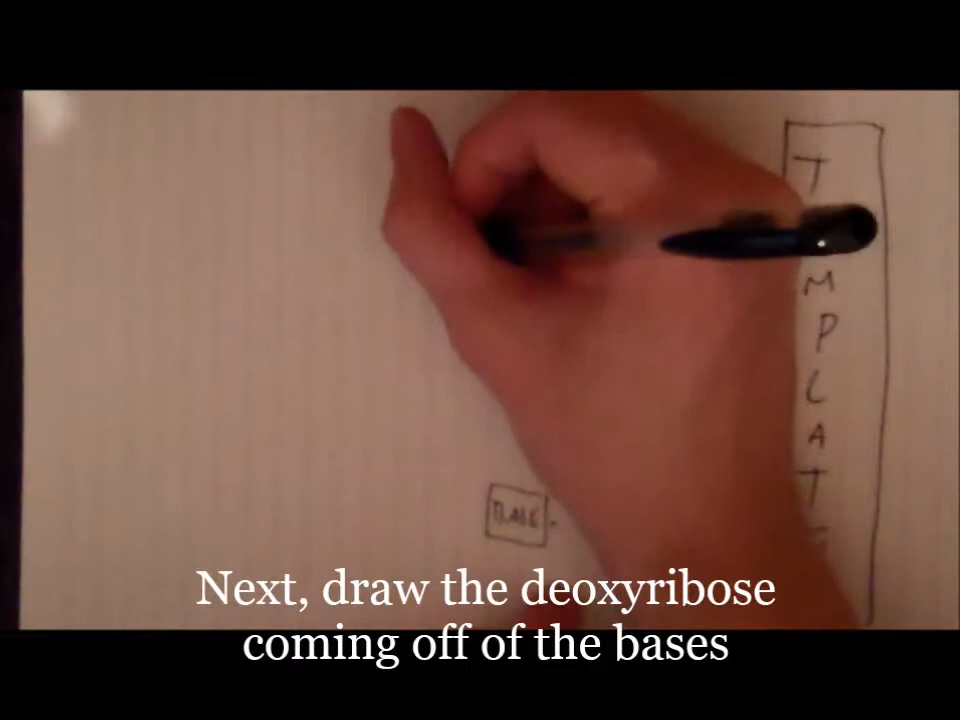 T
M
P
L
A
T
BASE
Next, draw the deoxyribose
coming off of the bases